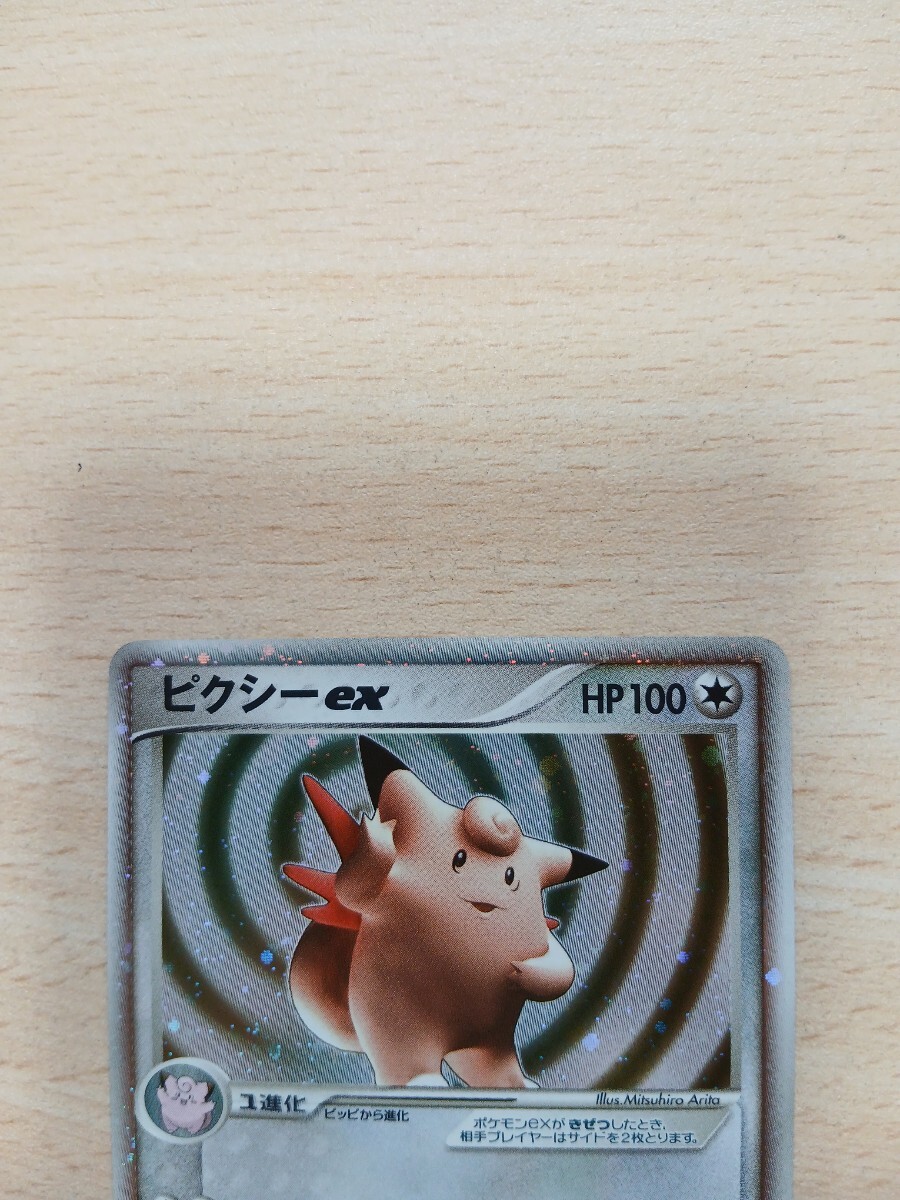 ピクシーex HP100
Illus.Mitsuhiro Arita
1進化 ピッピから進化
ポケモンexが きぜつしたとき、
相手プレイヤーはサイドを2枚とります。